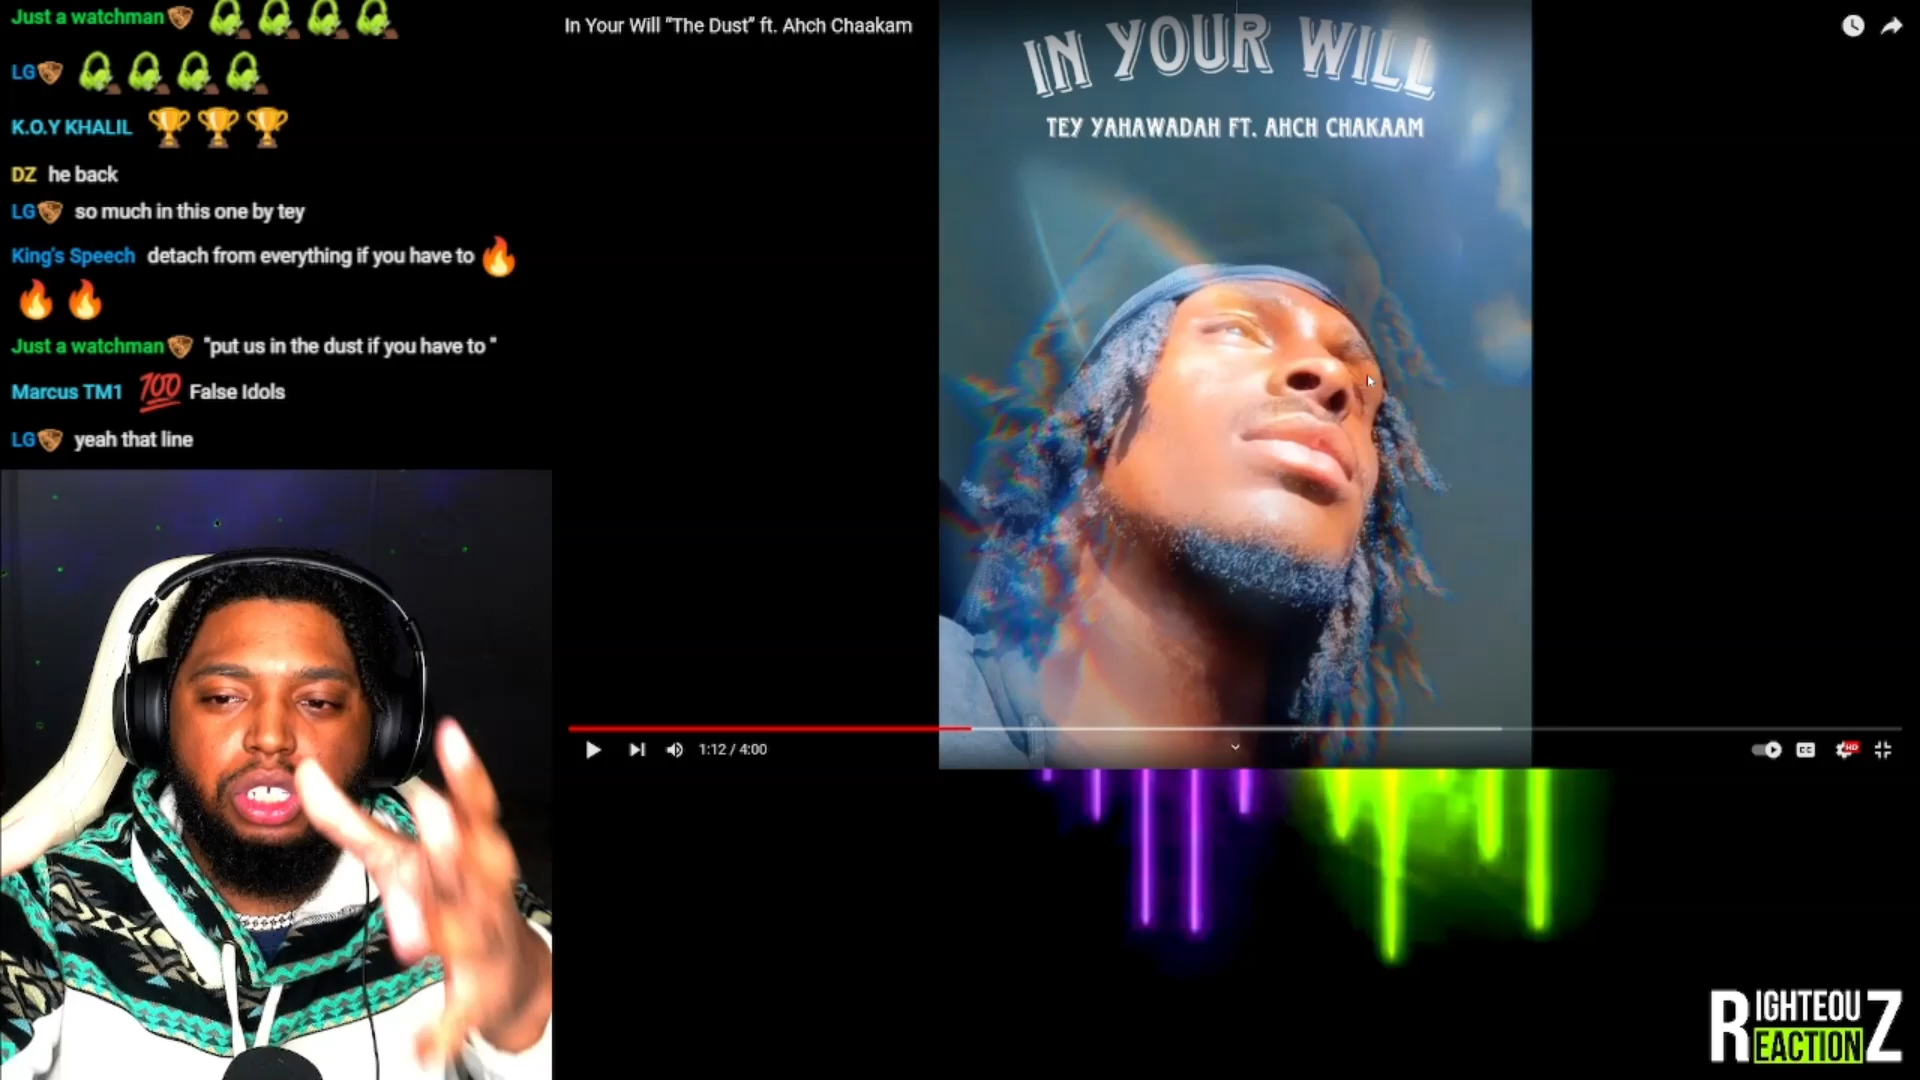 Just a watchman
LG
K.O.Y KHALIL
DZ he back
LG so much in this one by tey
King's Speech detach from everything if you have to
Just a watchman "put us in the dust if you have to "
Marcus TM1 100 False Idols
LG yeah that line
In Your Will “The Dust” ft. Ahch Chaakam
IN YOUR WILL
TEY YAHAWADAH FT. AHCH CHAKAAM
1:12 / 4:00
CC
HD
RIGHTEOUZ
REACTIONZ